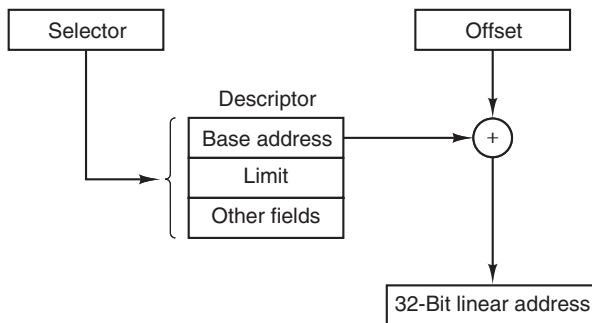 Selector
Offset
Descriptor
Base address
+
Limit
Other fields
32-Bit linear address